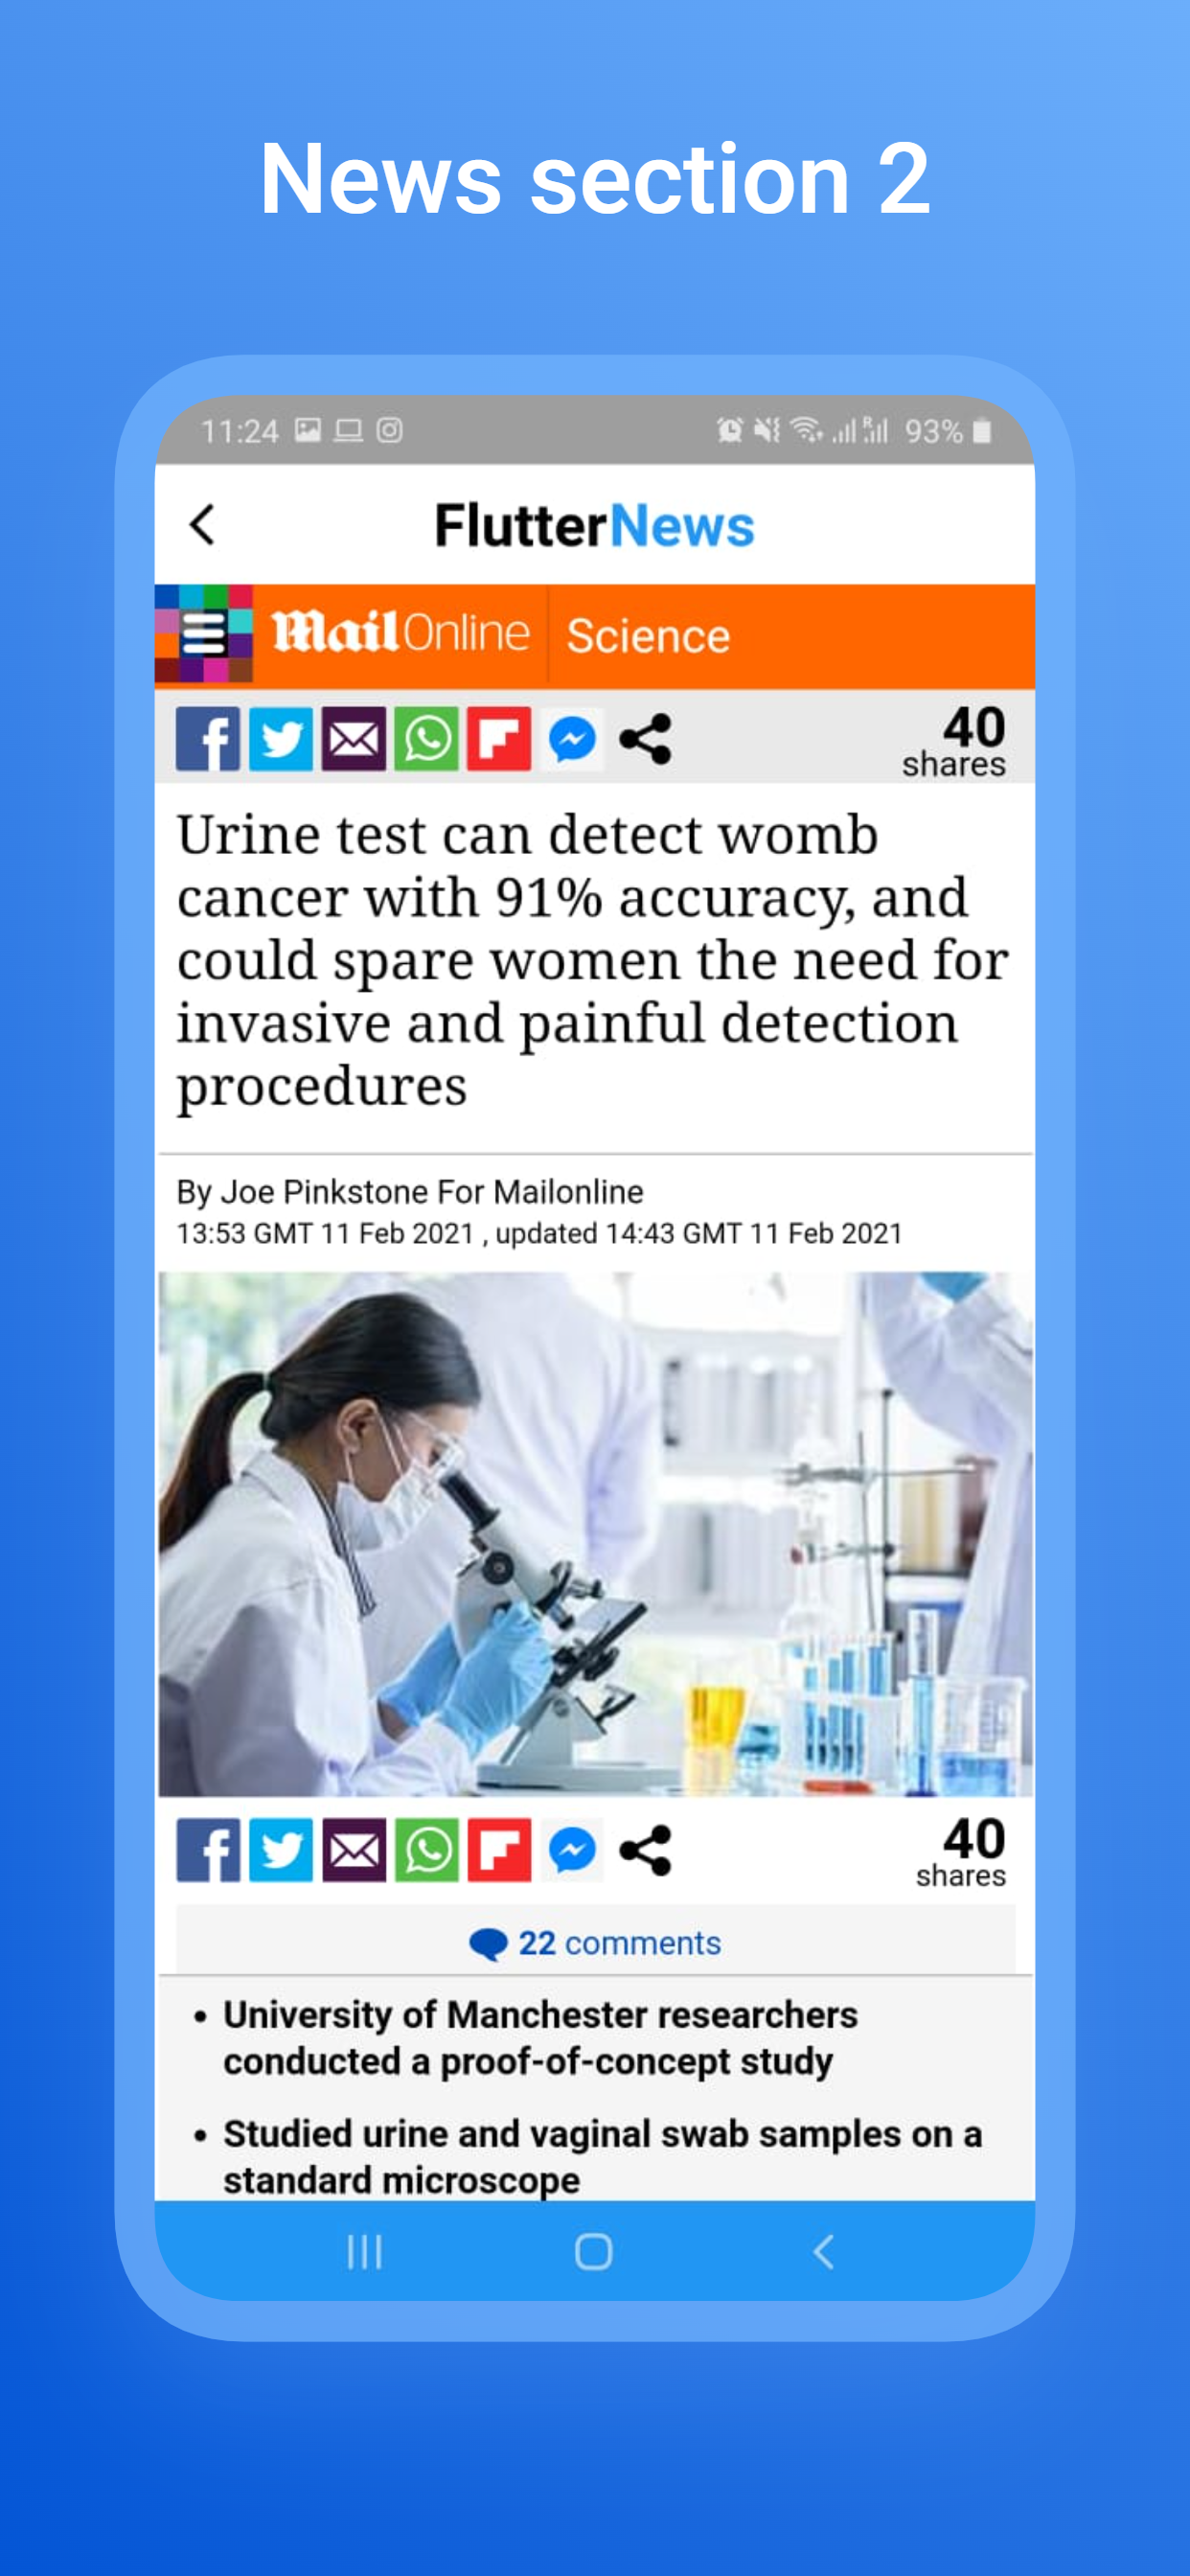 News section 2
11:24 93%
FlutterNews
Mail Online Science
40
shares
Urine test can detect womb
cancer with 91% accuracy, and
could spare women the need for
invasive and painful detection
procedures
By Joe Pinkstone For Mailonline
13:53 GMT 11 Feb 2021 , updated 14:43 GMT 11 Feb 2021
40
shares
22 comments
• University of Manchester researchers
conducted a proof-of-concept study
• Studied urine and vaginal swab samples on a
standard microscope